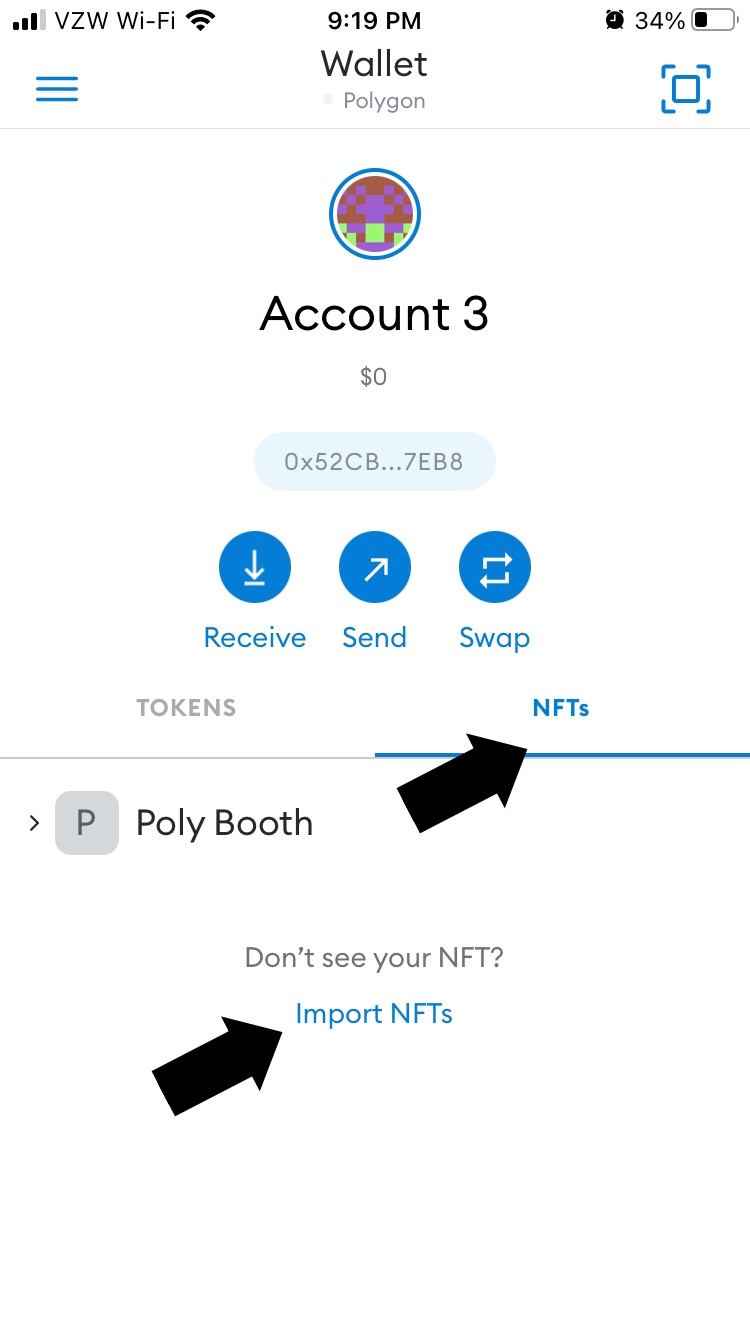 VZW Wi-Fi 9:19 PM 34%
Wallet
Polygon
Account 3
$0
0x52CB...7EB8
Receive Send Swap
TOKENS NFTs
P Poly Booth
Don’t see your NFT?
Import NFTs